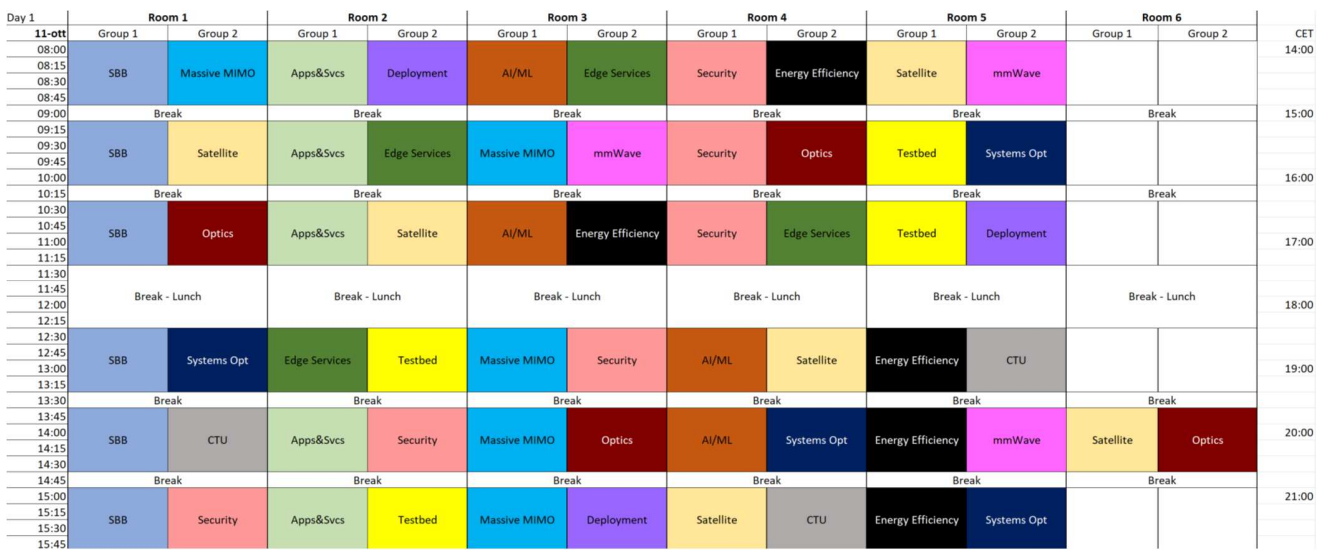 Day 1 Room 1 Room 2 Room 3 Room 4 Room 5 Room 6
11-ott Group 1 Group 2 Group 1 Group 2 Group 1 Group 2 Group 1 Group 2 Group 1 Group 2 Group 1 Group 2 CET
08:00 14:00
08:15
SBB Massive MIMO Apps&Svcs Deployment AI/ML Edge Services Security Energy Efficiency Satellite mmWave
08:30
08:45
09:00 Break Break Break Break Break Break 15:00
09:15
09:30
SBB Satellite Apps&Svcs Edge Services Massive MIMO mmWave Security Optics Testbed Systems Opt
09:45
10:00 16:00
10:15 Break Break Break Break Break Break
10:30
10:45
SBB Optics Apps&Svcs Satellite AI/ML Energy Efficiency Security Edge Services Testbed Deployment
11:00 17:00
11:15
11:30
11:45
Break - Lunch Break - Lunch Break - Lunch Break - Lunch Break - Lunch Break - Lunch
12:00 18:00
12:15
12:30
12:45
SBB Systems Opt Edge Services Testbed Massive MIMO Security AI/ML Satellite Energy Efficiency CTU
13:00 19:00
13:15
13:30 Break Break Break Break Break Break
13:45
14:00 20:00
SBB CTU Apps&Svcs Security Massive MIMO Optics AI/ML Systems Opt Energy Efficiency mmWave Satellite Optics
14:15
14:30
14:45 Break Break Break Break Break Break
15:00 21:00
15:15
SBB Security Apps&Svcs Testbed Massive MIMO Deployment Satellite CTU Energy Efficiency Systems Opt
15:30
15:45